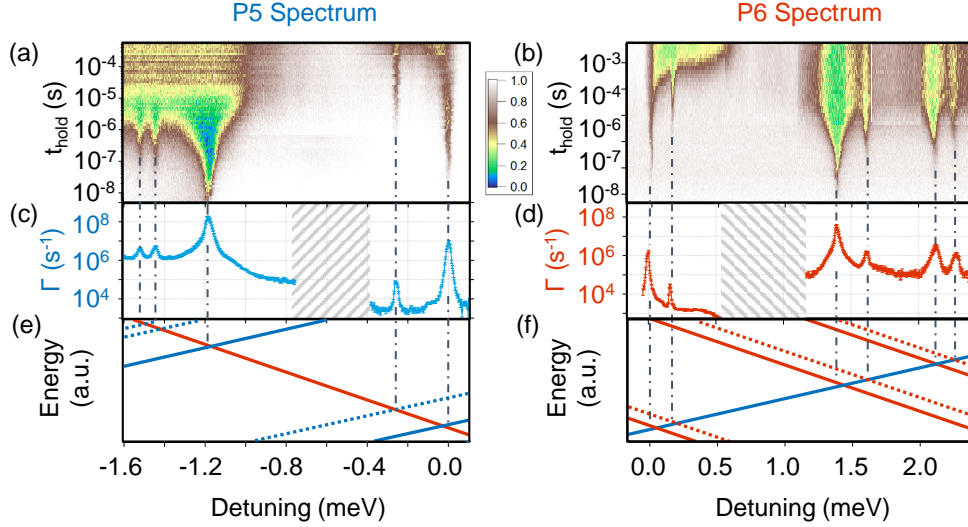 P5 Spectrum
P6 Spectrum
(a)
t_hold (s)
10^-4
10^-5
10^-6
10^-7
10^-8
1.0
0.8
0.6
0.4
0.2
0.0
(b)
t_hold (s)
10^-3
10^-4
10^-5
10^-6
10^-7
10^-8
(c)
Γ (s^-1)
10^8
10^6
10^4
(d)
Γ (s^-1)
10^8
10^6
10^4
(e)
Energy
(a.u.)
-1.6
-1.2
-0.8
-0.4
0.0
Detuning (meV)
(f)
Energy
(a.u.)
0.0
0.5
1.0
1.5
2.0
Detuning (meV)